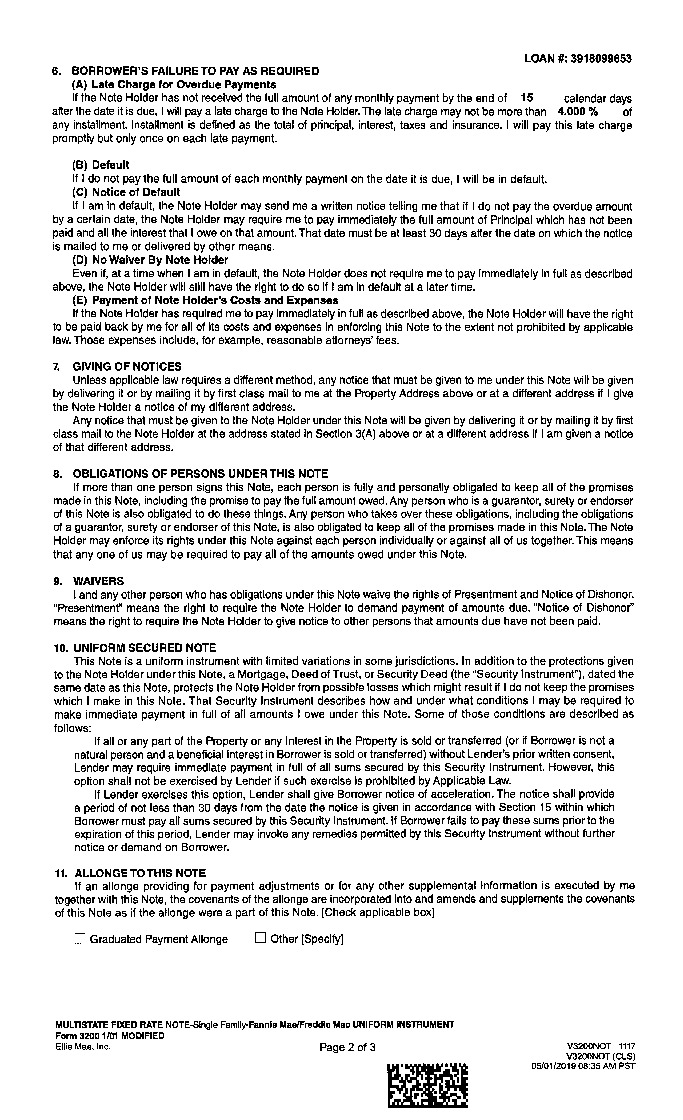 LOAN #: 3918099653
6. BORROWER'S FAILURE TO PAY AS REQUIRED
(A) Late Charge for Overdue Payments
If the Note Holder has not received the full amount of any monthly payment by the end of 15 calendar days
after the date it is due, I will pay a late charge to the Note Holder. The late charge may not be more than 4.000 % of
any installment. Installment is defined as the total of principal, interest, taxes and insurance. I will pay this late charge
promptly but only once on each late payment.
(B) Default
If I do not pay the full amount of each monthly payment on the date it is due, I will be in default.
(C) Notice of Default
If I am in default, the Note Holder may send me a written notice telling me that if I do not pay the overdue amount
by a certain date, the Note Holder may require me to pay immediately the full amount of Principal which has not been
paid and all the interest that I owe on that amount. That date must be at least 30 days after the date on which the notice
is mailed to me or delivered by other means.
(D) No Waiver By Note Holder
Even if, at a time when I am in default, the Note Holder does not require me to pay immediately in full as described
above, the Note Holder will still have the right to do so if I am in default at a later time.
(E) Payment of Note Holder's Costs and Expenses
If the Note Holder has required me to pay immediately in full as described above, the Note Holder will have the right
to be paid back by me for all of its costs and expenses in enforcing this Note to the extent not prohibited by applicable
law. Those expenses include, for example, reasonable attorneys' fees.
7. GIVING OF NOTICES
Unless applicable law requires a different method, any notice that must be given to me under this Note will be given
by delivering it or by mailing it by first class mail to me at the Property Address above or at a different address if I give
the Note Holder a notice of my different address.
Any notice that must be given to the Note Holder under this Note will be given by delivering it or by mailing it by first
class mail to the Note Holder at the address stated in Section 3(A) above or at a different address if I am given a notice
of that different address.
8. OBLIGATIONS OF PERSONS UNDER THIS NOTE
If more than one person signs this Note, each person is fully and personally obligated to keep all of the promises
made in this Note, including the promise to pay the full amount owed. Any person who is a guarantor, surety or endorser
of this Note is also obligated to do these things. Any person who takes over these obligations, including the obligations
of a guarantor, surety or endorser of this Note, is also obligated to keep all of the promises made in this Note. The Note
Holder may enforce its rights under this Note against each person individually or against all of us together. This means
that any one of us may be required to pay all of the amounts owed under this Note.
9. WAIVERS
I and any other person who has obligations under this Note waive the rights of Presentment and Notice of Dishonor.
"Presentment" means the right to require the Note Holder to demand payment of amounts due. "Notice of Dishonor"
means the right to require the Note Holder to give notice to other persons that amounts due have not been paid.
10. UNIFORM SECURED NOTE
This Note is a uniform instrument with limited variations in some jurisdictions. In addition to the protections given
to the Note Holder under this Note, a Mortgage, Deed of Trust, or Security Deed (the "Security Instrument"), dated the
same date as this Note, protects the Note Holder from possible losses which might result if I do not keep the promises
which I make in this Note. That Security Instrument describes how and under what conditions I may be required to
make immediate payment in full of all amounts I owe under this Note. Some of those conditions are described as
follows:
If all or any part of the Property or any Interest in the Property is sold or transferred (or if Borrower is not a
natural person and a beneficial interest in Borrower is sold or transferred) without Lender's prior written consent,
Lender may require immediate payment in full of all sums secured by this Security Instrument. However, this
option shall not be exercised by Lender if such exercise is prohibited by Applicable Law.
If Lender exercises this option, Lender shall give Borrower notice of acceleration. The notice shall provide
a period of not less than 30 days from the date the notice is given in accordance with Section 15 within which
Borrower must pay all sums secured by this Security Instrument. If Borrower fails to pay these sums prior to the
expiration of this period, Lender may invoke any remedies permitted by this Security Instrument without further
notice or demand on Borrower.
11. ALLONGE TO THIS NOTE
If an allonge providing for payment adjustments or for any other supplemental information is executed by me
together with this Note, the covenants of the allonge are incorporated into and amends and supplements the covenants
of this Note as if the allonge were a part of this Note. [Check applicable box]
Graduated Payment Allonge Other [Specify]
MULTISTATE FIXED RATE NOTE-Single Family-Fannie Mae/Freddie Mac UNIFORM INSTRUMENT
Form 3200 1/01 MODIFIED
Ellie Mae, Inc. Page 2 of 3 V3200NOT 1117
V3200NOT (CLS)
05/01/2019 08:35 AM PST